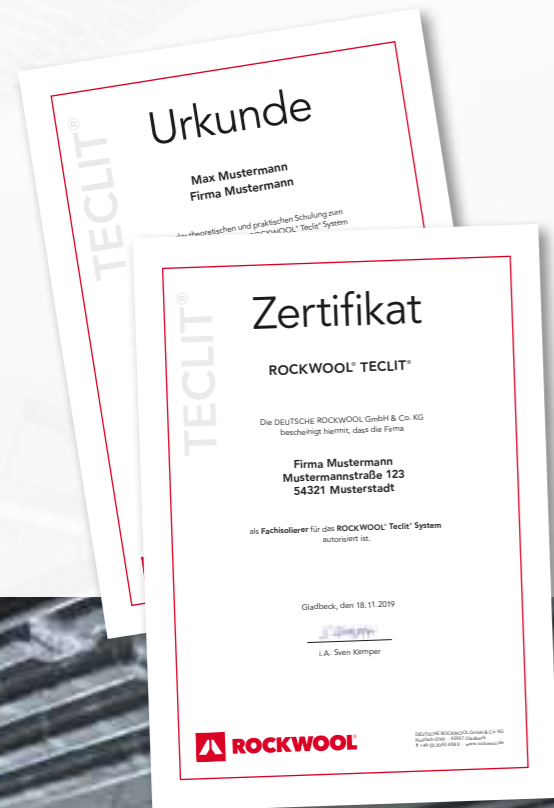 TECLIT®
Urkunde
Max Mustermann
Firma Mustermann
der theoretischen und praktischen Schulung zum
ROCKWOOL® Teclit® System
TECLIT®
Zertifikat
ROCKWOOL® TECLIT®
Die DEUTSCHE ROCKWOOL GmbH & Co. KG
bescheinigt hiermit, dass die Firma
Firma Mustermann
Mustermannstraße 123
54321 Musterstadt
als Fachisolierer für das ROCKWOOL® Teclit® System
autorisiert ist.
Gladbeck, den 18.11.2019
i.A. Sven Kemper
ROCKWOOL®
DEUTSCHE ROCKWOOL GmbH & Co. KG
www.rockwool.de